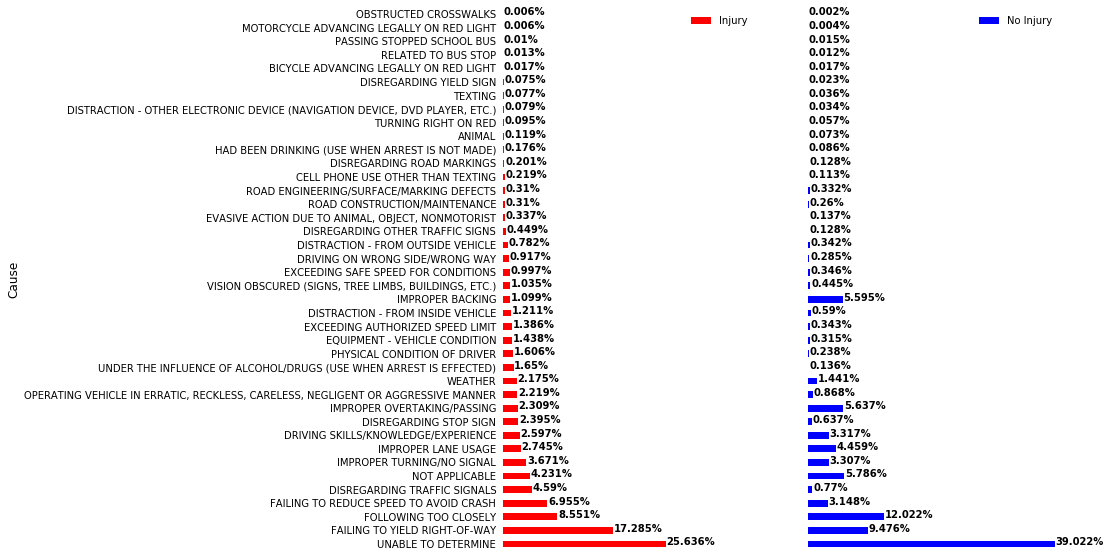 Injury
No Injury
Cause
OBSTRUCTED CROSSWALKS 0.006% 0.002%
MOTORCYCLE ADVANCING LEGALLY ON RED LIGHT 0.006% 0.004%
PASSING STOPPED SCHOOL BUS 0.01% 0.015%
RELATED TO BUS STOP 0.013% 0.012%
BICYCLE ADVANCING LEGALLY ON RED LIGHT 0.017% 0.017%
DISREGARDING YIELD SIGN 0.075% 0.023%
TEXTING 0.077% 0.036%
DISTRACTION - OTHER ELECTRONIC DEVICE (NAVIGATION DEVICE, DVD PLAYER, ETC.) 0.079% 0.034%
TURNING RIGHT ON RED 0.095% 0.057%
ANIMAL 0.119% 0.073%
HAD BEEN DRINKING (USE WHEN ARREST IS NOT MADE) 0.176% 0.086%
DISREGARDING ROAD MARKINGS 0.201% 0.128%
CELL PHONE USE OTHER THAN TEXTING 0.219% 0.113%
ROAD ENGINEERING/SURFACE/MARKING DEFECTS 0.31% 0.332%
ROAD CONSTRUCTION/MAINTENANCE 0.31% 0.26%
EVASIVE ACTION DUE TO ANIMAL, OBJECT, NONMOTORIST 0.337% 0.137%
DISREGARDING OTHER TRAFFIC SIGNS 0.449% 0.128%
DISTRACTION - FROM OUTSIDE VEHICLE 0.782% 0.342%
DRIVING ON WRONG SIDE/WRONG WAY 0.917% 0.285%
EXCEEDING SAFE SPEED FOR CONDITIONS 0.997% 0.346%
VISION OBSCURED (SIGNS, TREE LIMBS, BUILDINGS, ETC.) 1.035% 0.445%
IMPROPER BACKING 1.099% 5.595%
DISTRACTION - FROM INSIDE VEHICLE 1.211% 0.59%
EXCEEDING AUTHORIZED SPEED LIMIT 1.386% 0.343%
EQUIPMENT - VEHICLE CONDITION 1.438% 0.315%
PHYSICAL CONDITION OF DRIVER 1.606% 0.238%
UNDER THE INFLUENCE OF ALCOHOL/DRUGS (USE WHEN ARREST IS EFFECTED) 1.65% 0.136%
WEATHER 2.175% 1.441%
OPERATING VEHICLE IN ERRATIC, RECKLESS, CARELESS, NEGLIGENT OR AGGRESSIVE MANNER 2.219% 0.868%
IMPROPER OVERTAKING/PASSING 2.309% 5.637%
DISREGARDING STOP SIGN 2.395% 0.637%
DRIVING SKILLS/KNOWLEDGE/EXPERIENCE 2.597% 3.317%
IMPROPER LANE USAGE 2.745% 4.459%
IMPROPER TURNING/NO SIGNAL 3.671% 3.307%
NOT APPLICABLE 4.231% 5.786%
DISREGARDING TRAFFIC SIGNALS 4.59% 0.77%
FAILING TO REDUCE SPEED TO AVOID CRASH 6.955% 3.148%
FOLLOWING TOO CLOSELY 8.551% 12.022%
FAILING TO YIELD RIGHT-OF-WAY 17.285% 9.476%
UNABLE TO DETERMINE 25.636% 39.022%